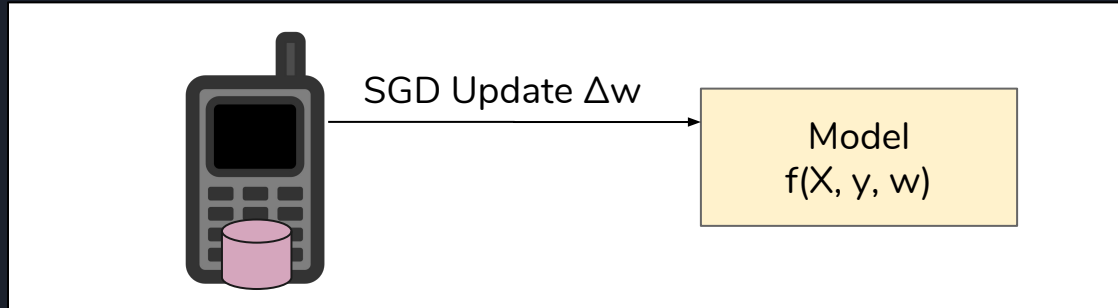 SGD Update Δw
Model
f(X, y, w)